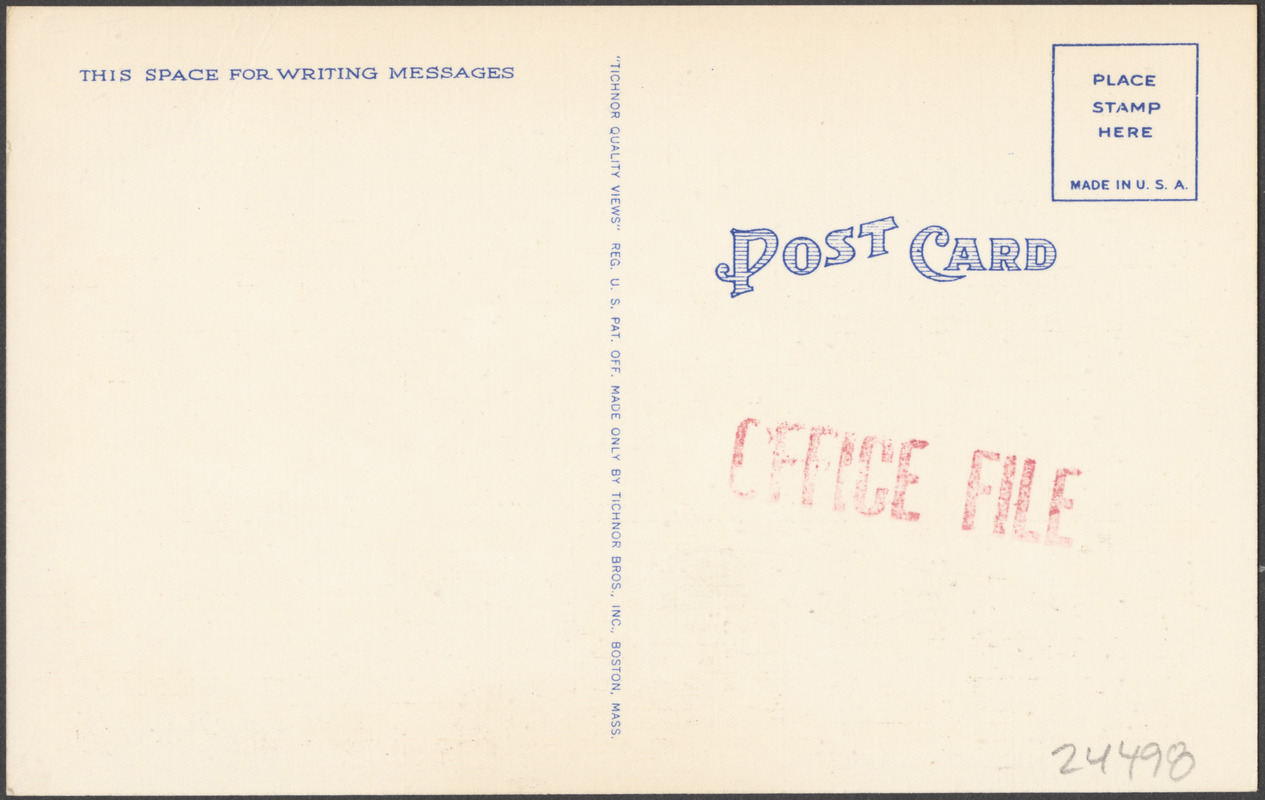 THIS SPACE FOR WRITING MESSAGES
"TICHNOR QUALITY VIEWS" REG. U. S. PAT. OFF. MADE ONLY BY TICHNOR BROS., INC., BOSTON, MASS.
PLACE
STAMP
HERE
MADE IN U. S. A.
POST CARD
OFFICE FILE
24498